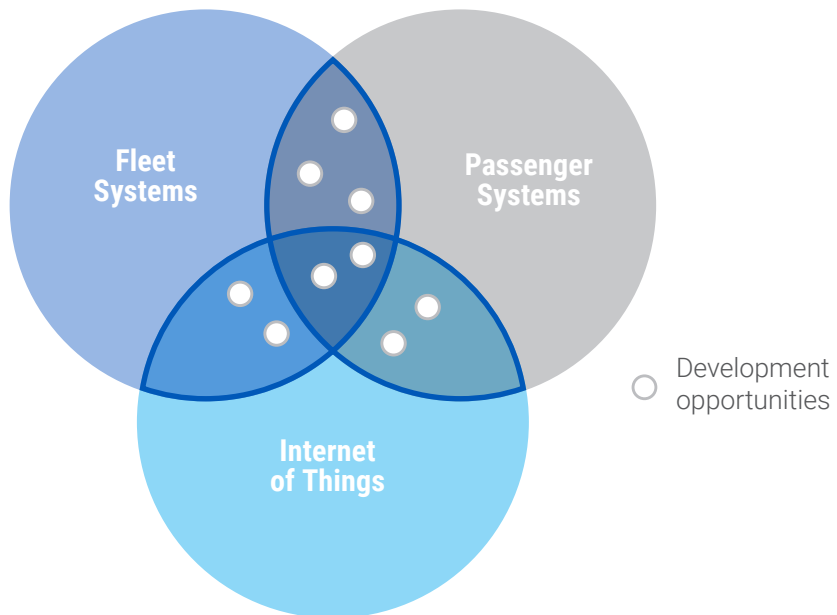 Fleet
Systems
Passenger
Systems
Internet
of Things
Development
opportunities